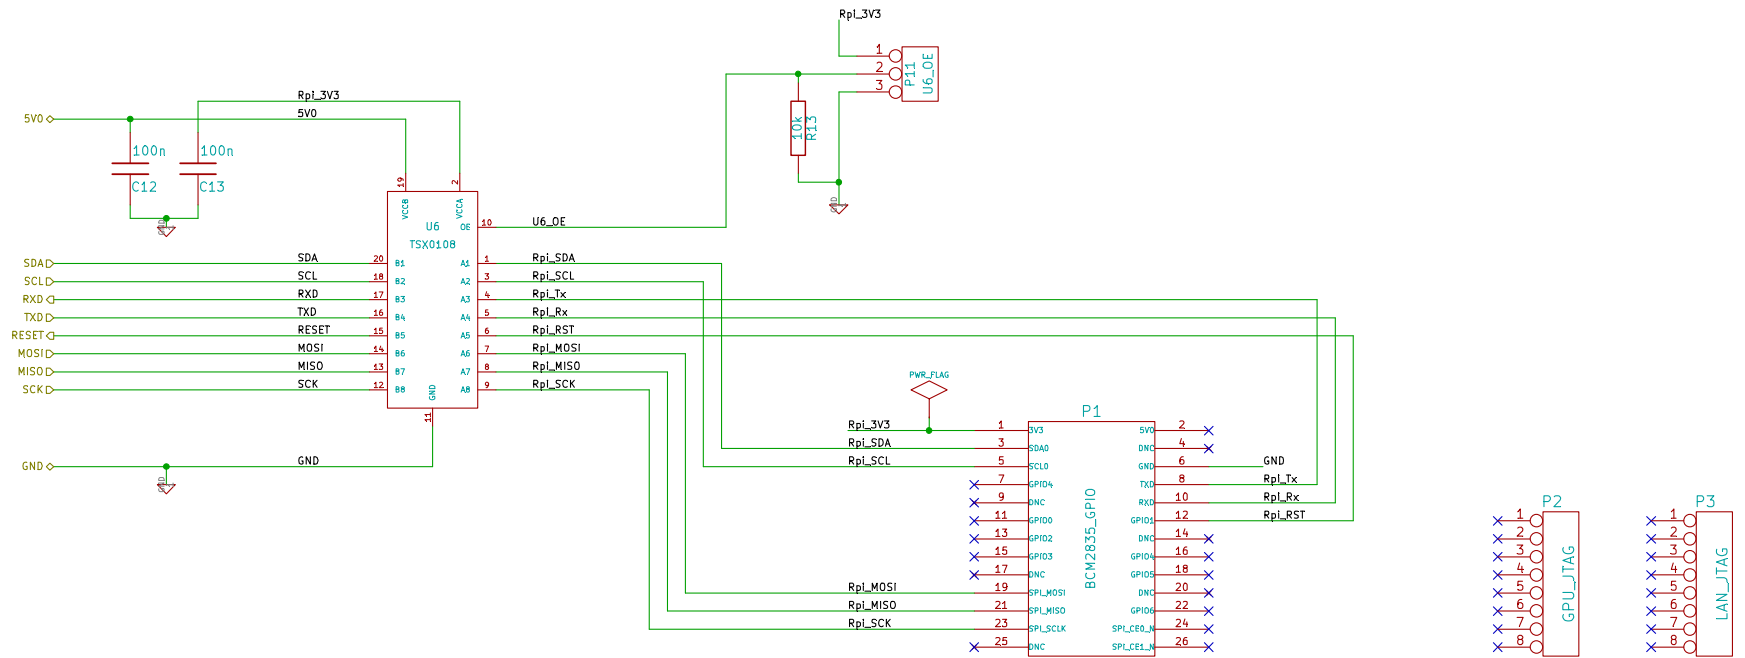 Rpi_3V3
P11
U6_OE
1
2
3
10k
R13
GND
Rpi_3V3
5V0
5V0
100n
C12
100n
C13
GND
19
2
VCCB
VCCA
U6
TSX0108
OE
10
U6_OE
SDA
SDA
20
B1
A1
1
Rpi_SDA
SCL
SCL
18
B2
A2
3
Rpi_SCL
RXD
RXD
17
B3
A3
4
Rpi_Tx
TXD
TXD
16
B4
A4
5
Rpi_Rx
RESET
RESET
15
B5
A5
6
Rpi_RST
MOSI
MOSI
14
B6
A6
7
Rpi_MOSI
MISO
MISO
13
B7
A7
8
Rpi_MISO
SCK
SCK
12
B8
A8
9
Rpi_SCK
GND
11
GND
GND
GND
PWR_FLAG
P1
BCM2835_GPIO
Rpi_3V3
1
3V3
5V0
2
Rpi_SDA
3
SDA0
DNC
4
Rpi_SCL
5
SCL0
GND
6
GND
7
GPIO4
TXD
8
Rpi_Tx
9
DNC
RXD
10
Rpi_Rx
11
GPIO0
GPIO1
12
Rpi_RST
13
GPIO2
DNC
14
15
GPIO3
GPIO4
16
17
DNC
GPIO5
18
Rpi_MOSI
19
SPI_MOSI
DNC
20
Rpi_MISO
21
SPI_MISO
GPIO6
22
Rpi_SCK
23
SPI_SCLK
SPI_CE0_N
24
25
DNC
SPI_CE1_N
26
P2
GPU_JTAG
1
2
3
4
5
6
7
8
P3
LAN_JTAG
1
2
3
4
5
6
7
8